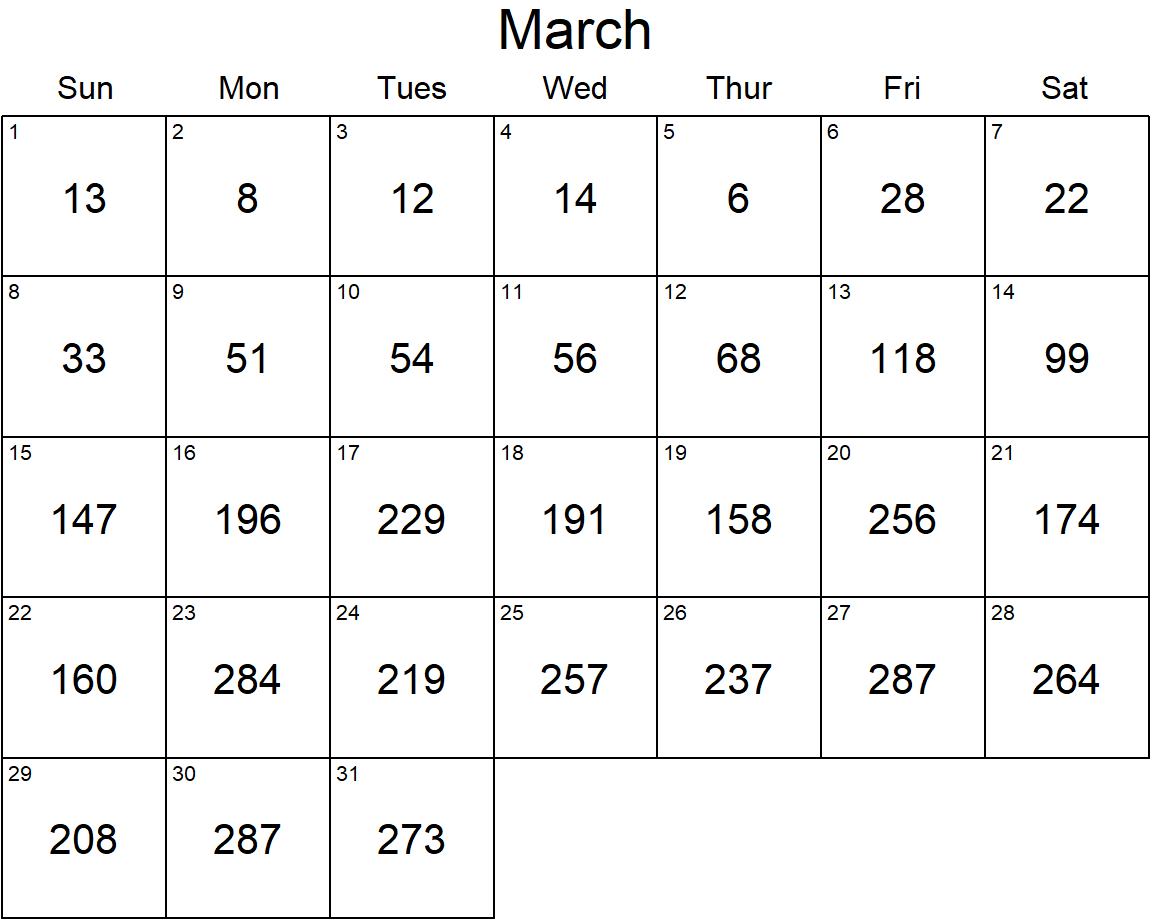 March
Sun Mon Tues Wed Thur Fri Sat
1 2 3 4 5 6 7
13 8 12 14 6 28 22
8 9 10 11 12 13 14
33 51 54 56 68 118 99
15 16 17 18 19 20 21
147 196 229 191 158 256 174
22 23 24 25 26 27 28
160 284 219 257 237 287 264
29 30 31
208 287 273